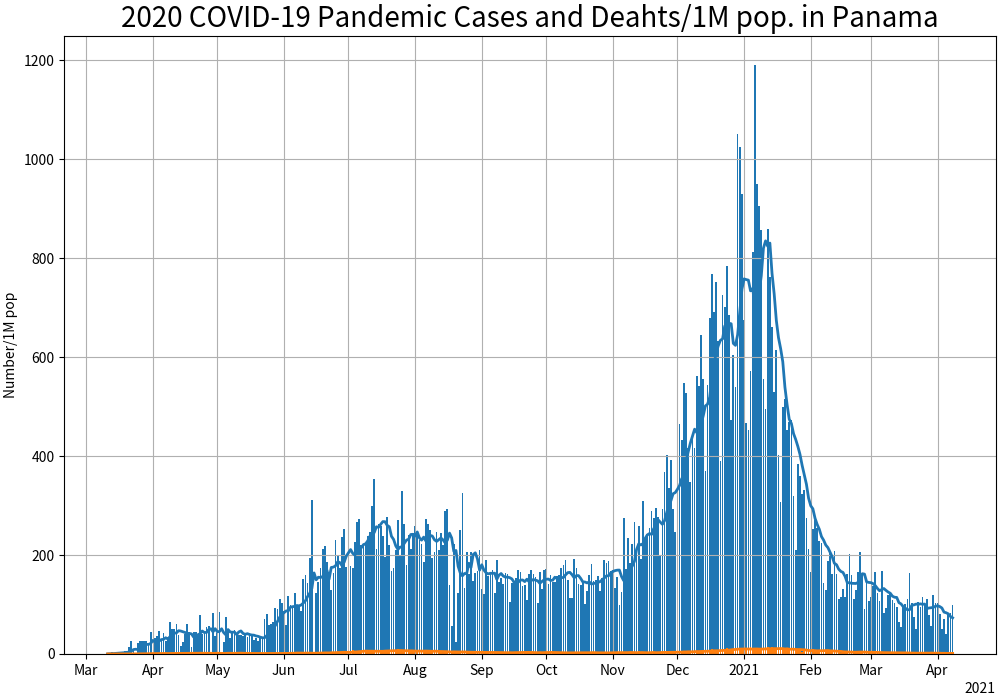 2020 COVID-19 Pandemic Cases and Deahts/1M pop. in Panama
Number/1M pop
1200
1000
800
600
400
200
0
Mar Apr May Jun Jul Aug Sep Oct Nov Dec 2021 Feb Mar Apr
2021